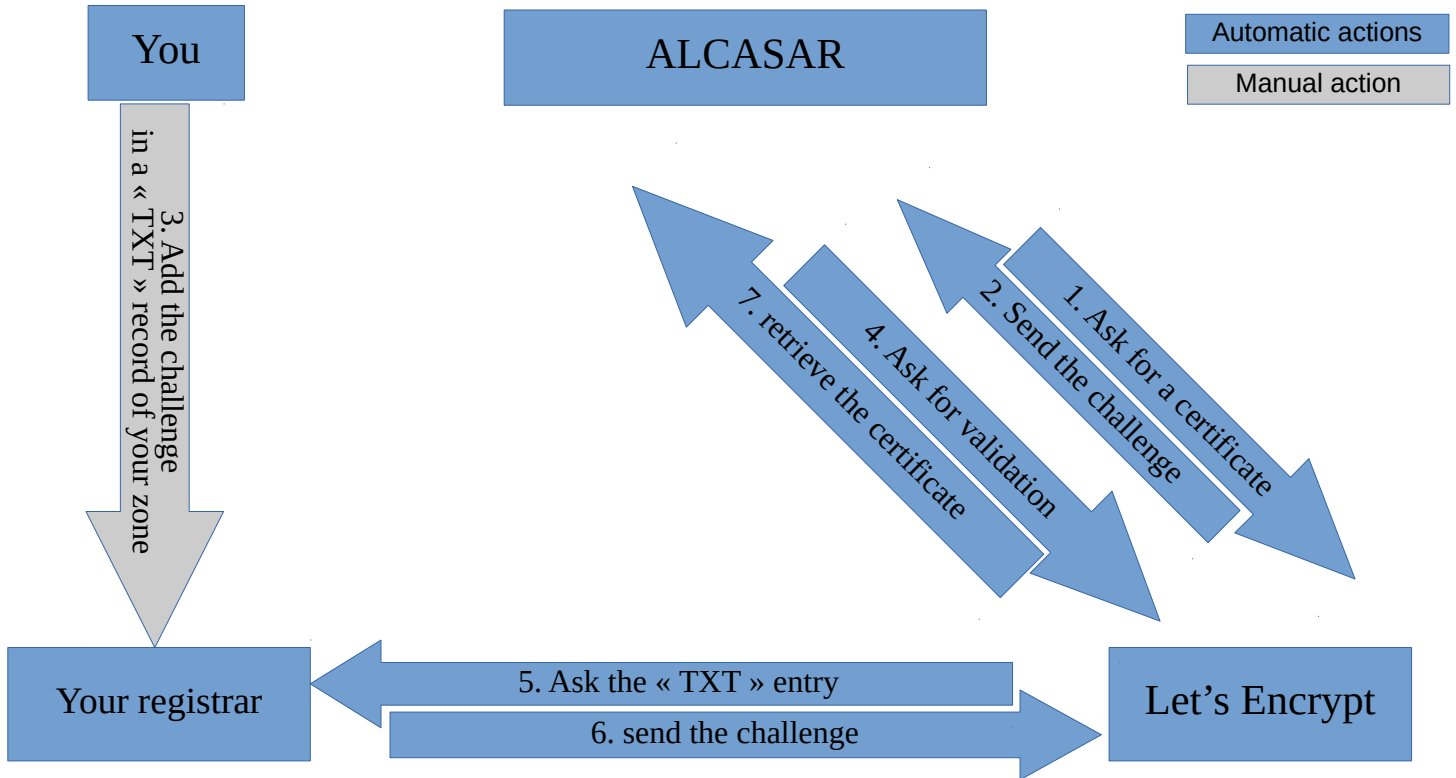 You
ALCASAR
Automatic actions
Manual action
3. Add the challenge
in a « TXT » record of your zone
1. Ask for a certificate
2. Send the challenge
4. Ask for validation
7. retrieve the certificate
Your registrar
5. Ask the « TXT » entry
6. send the challenge
Let’s Encrypt